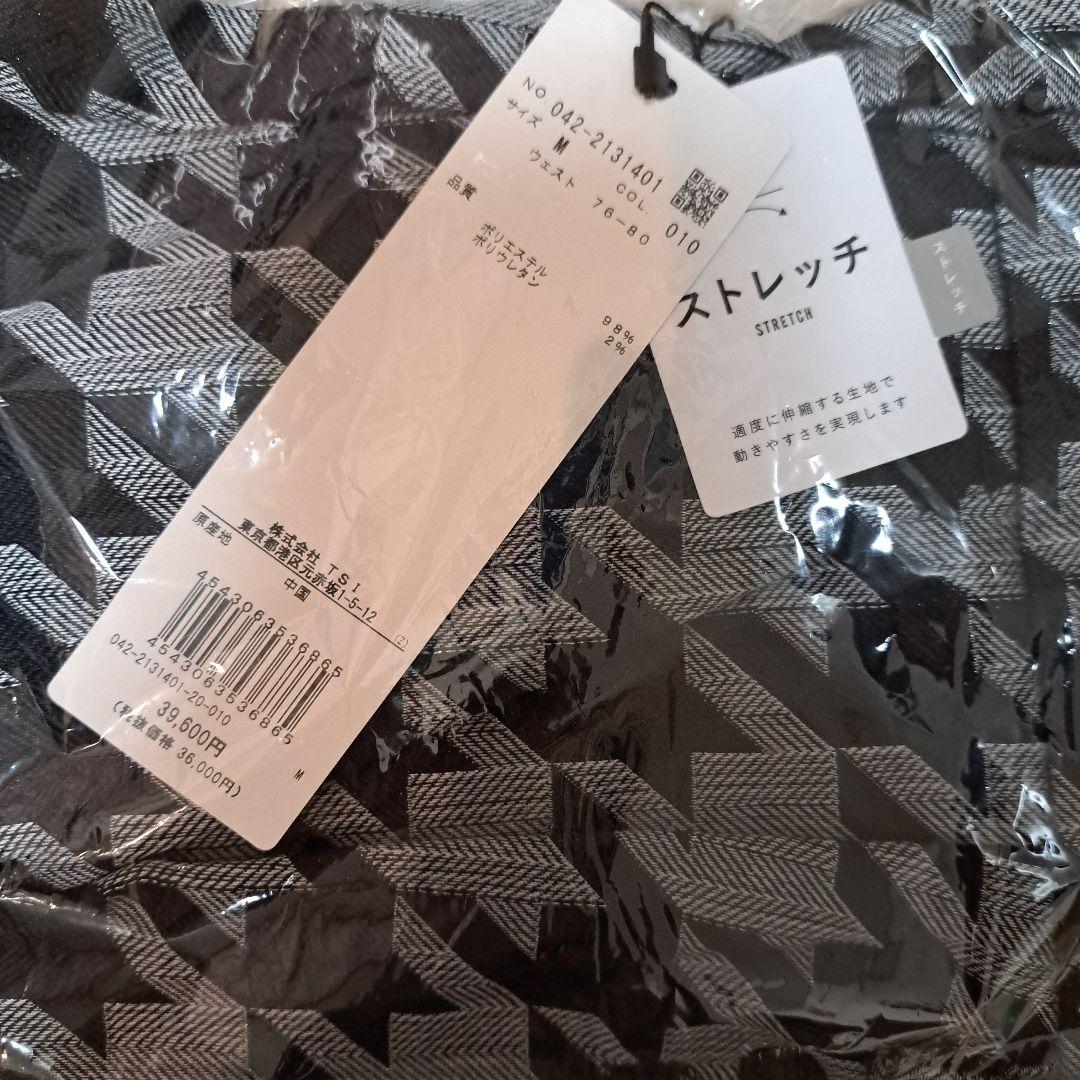 NO. 042-2131401
サイズ M COL. 010
ウエスト 76-80
品質
ポリエステル 98%
ポリウレタン 2%
株式会社 TSI
東京都港区元赤坂1-5-12
(Z)
原産地 中国
4543063536865
4543063536865
042-2131401-20-010
39,600円
(税抜価格 36,000円)
M
ストレッチ
STRETCH
適度に伸縮する生地で
動きやすさを実現します
ストレッチ